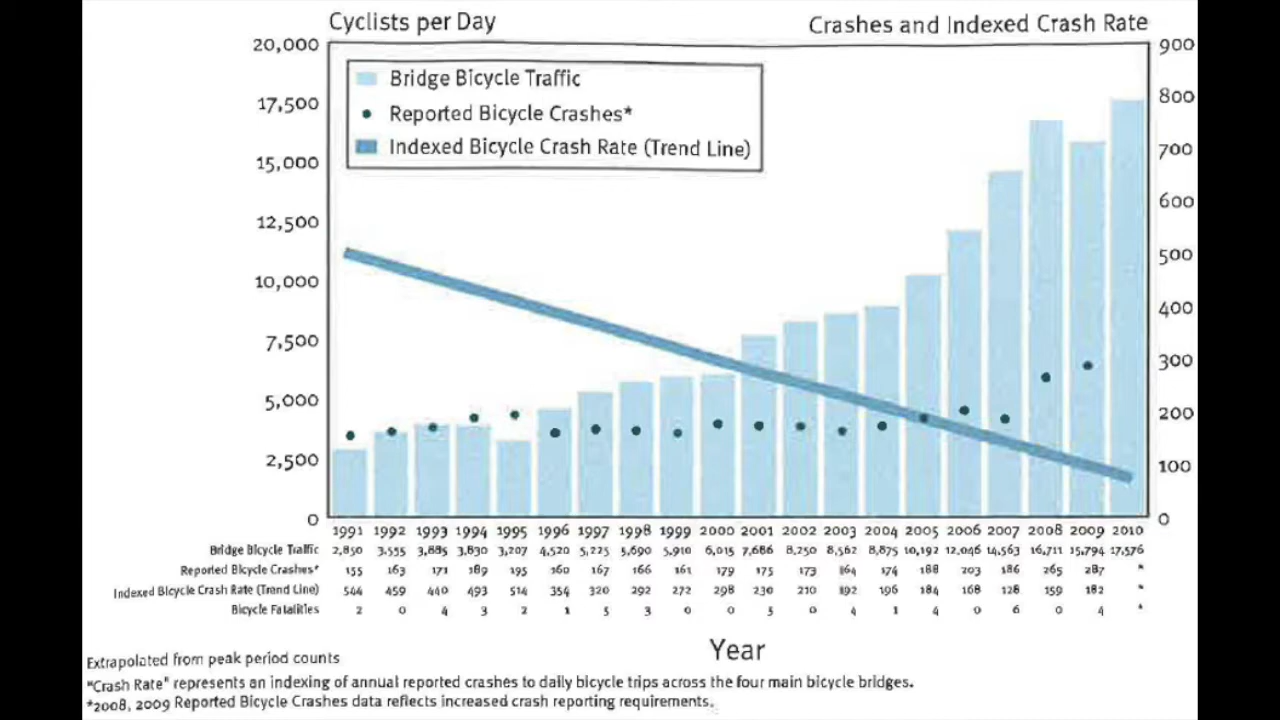 Cyclists per Day Crashes and Indexed Crash Rate
20,000 900
17,500 800
15,000 700
12,500 600
10,000 500
7,500 400
5,000 300
2,500 200
0 100
0
Bridge Bicycle Traffic
Reported Bicycle Crashes*
Indexed Bicycle Crash Rate (Trend Line)
1991 1992 1993 1994 1995 1996 1997 1998 1999 2000 2001 2002 2003 2004 2005 2006 2007 2008 2009 2010
Bridge Bicycle Traffic 2,850 3,555 3,885 3,830 3,207 4,520 5,225 5,690 5,910 6,015 7,686 8,250 8,562 8,875 10,192 12,046 14,563 16,711 15,794 17,576
Reported Bicycle Crashes* 155 163 171 189 195 160 167 166 161 179 175 173 164 174 188 203 186 265 287 *
Indexed Bicycle Crash Rate (Trend Line) 544 459 440 493 514 354 320 292 272 298 230 210 192 196 184 168 128 159 182 *
Bicycle Fatalities 2 0 4 3 2 1 5 3 0 0 5 0 4 1 4 0 6 0 4 *
Year
Extrapolated from peak period counts
"Crash Rate" represents an indexing of annual reported crashes to daily bicycle trips across the four main bicycle bridges.
*2008, 2009 Reported Bicycle Crashes data reflects increased crash reporting requirements.